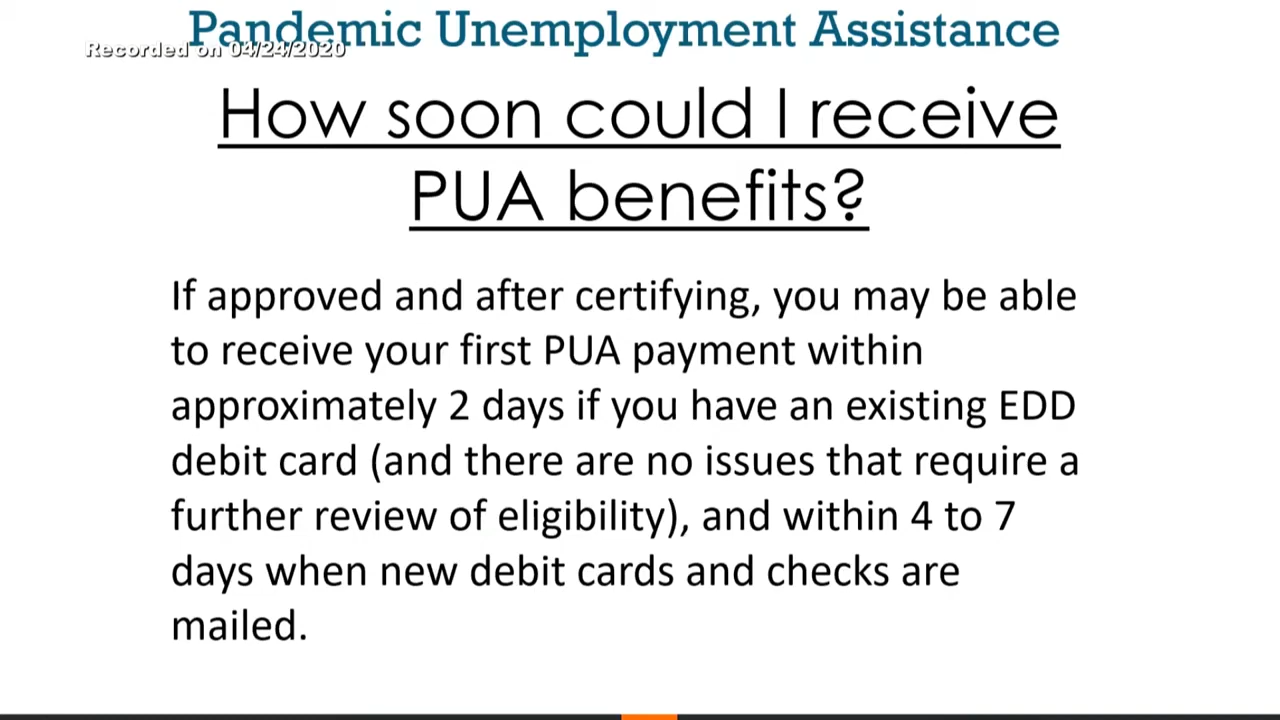 Pandemic Unemployment Assistance
Recorded on 04/24/2020
How soon could I receive
PUA benefits?
If approved and after certifying, you may be able
to receive your first PUA payment within
approximately 2 days if you have an existing EDD
debit card (and there are no issues that require a
further review of eligibility), and within 4 to 7
days when new debit cards and checks are
mailed.